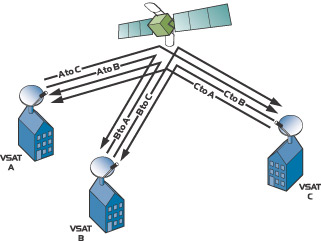 A to C
A to B
C to B
C to A
B to A
B to C
VSAT
A
VSAT
B
VSAT
C